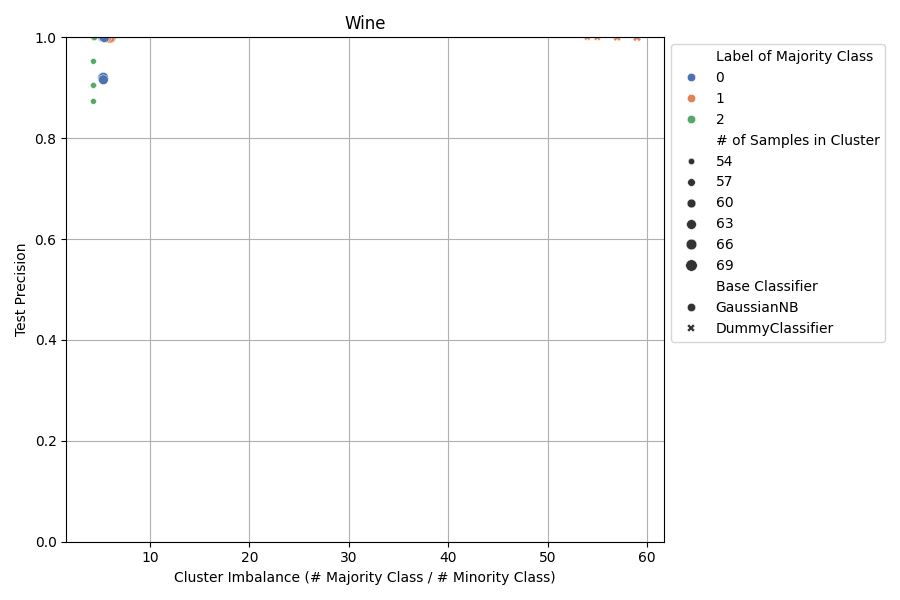 Wine
1.0
0.8
0.6
0.4
0.2
0.0
Test Precision
10
20
30
40
50
60
Cluster Imbalance (# Majority Class / # Minority Class)
Label of Majority Class
0
1
2
# of Samples in Cluster
54
57
60
63
66
69
Base Classifier
GaussianNB
DummyClassifier